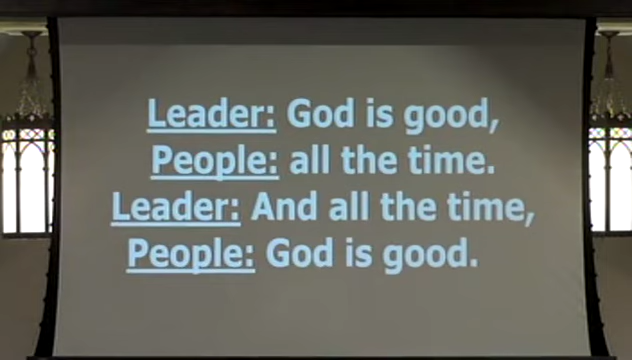 Leader: God is good,
People: all the time.
Leader: And all the time,
People: God is good.